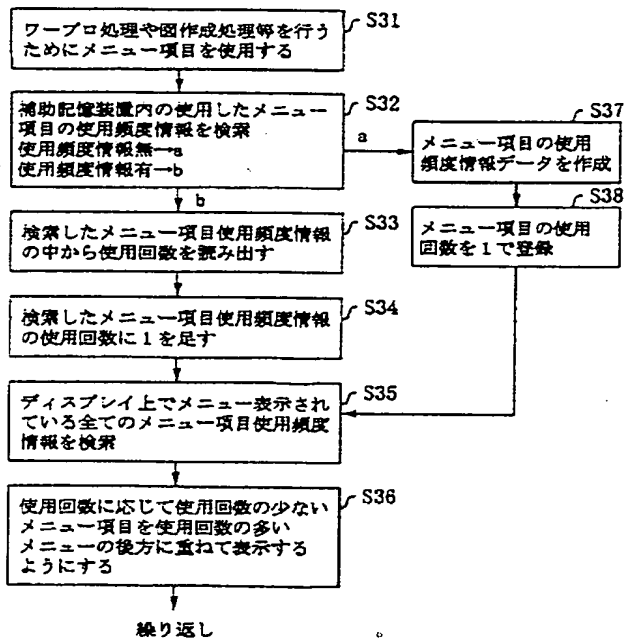 S31
ワープロ処理や図作成処理等を行う
ためにメニュー項目を使用する
S32
補助記憶装置内の使用したメニュー
項目の使用頻度情報を検索
使用頻度情報無→a
使用頻度情報有→b
a
b
S37
メニュー項目の使用
頻度情報データを作成
S38
メニュー項目の使用
回数を1で登録
S33
検索したメニュー項目使用頻度情報
の中から使用回数を読み出す
S34
検索したメニュー項目使用頻度情報
の使用回数に1を足す
S35
ディスプレイ上でメニュー表示され
ている全てのメニュー項目使用頻度
情報を検索
S36
使用回数に応じて使用回数の少ない
メニュー項目を使用回数の多い
メニューの後方に重ねて表示する
ようにする
繰り返し